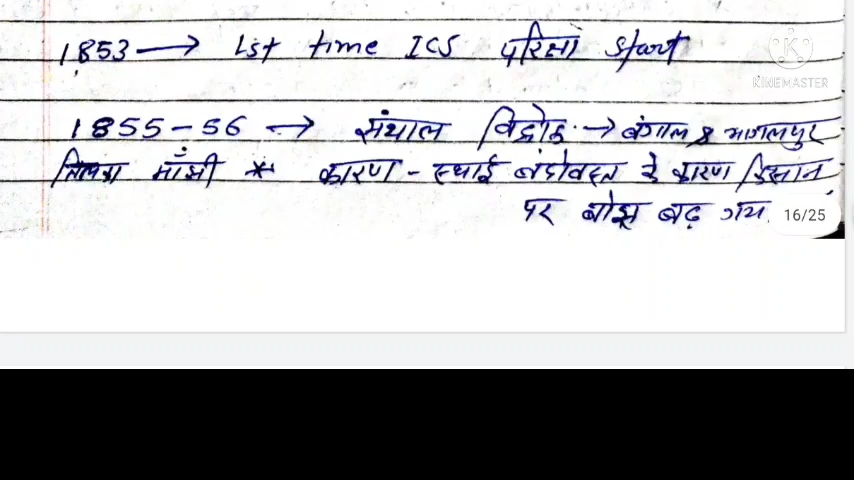 1853 → 1st time ICS परिक्षा start
KINEMASTER
1855-56 → संथाल विद्रोह → बंगाल & भागलपुर
मांझी * कारण - स्थाई बंदोबस्त के कारण किसान
पर बोझ बढ़ गय
16/25